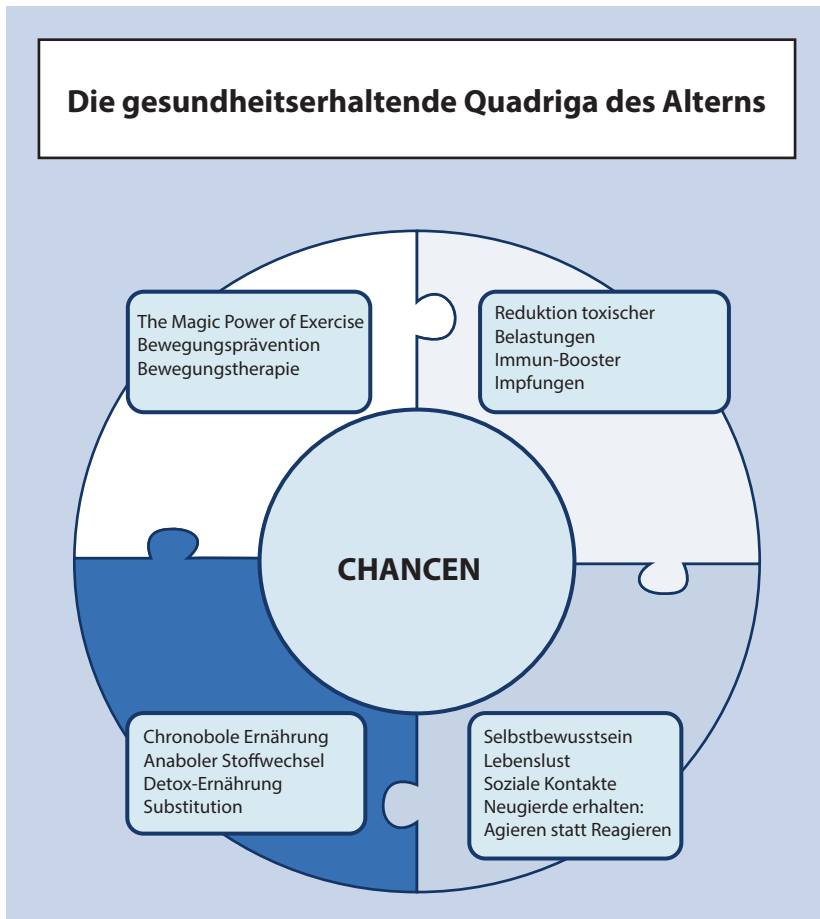 Die gesundheitserhaltende Quadriga des Alterns
The Magic Power of Exercise
Bewegungsprävention
Bewegungstherapie
Reduktion toxischer
Belastungen
Immun-Booster
Impfungen
CHANCEN
Chronobole Ernährung
Anaboler Stoffwechsel
Detox-Ernährung
Substitution
Selbstbewusstsein
Lebenslust
Soziale Kontakte
Neugierde erhalten:
Agieren statt Reagieren